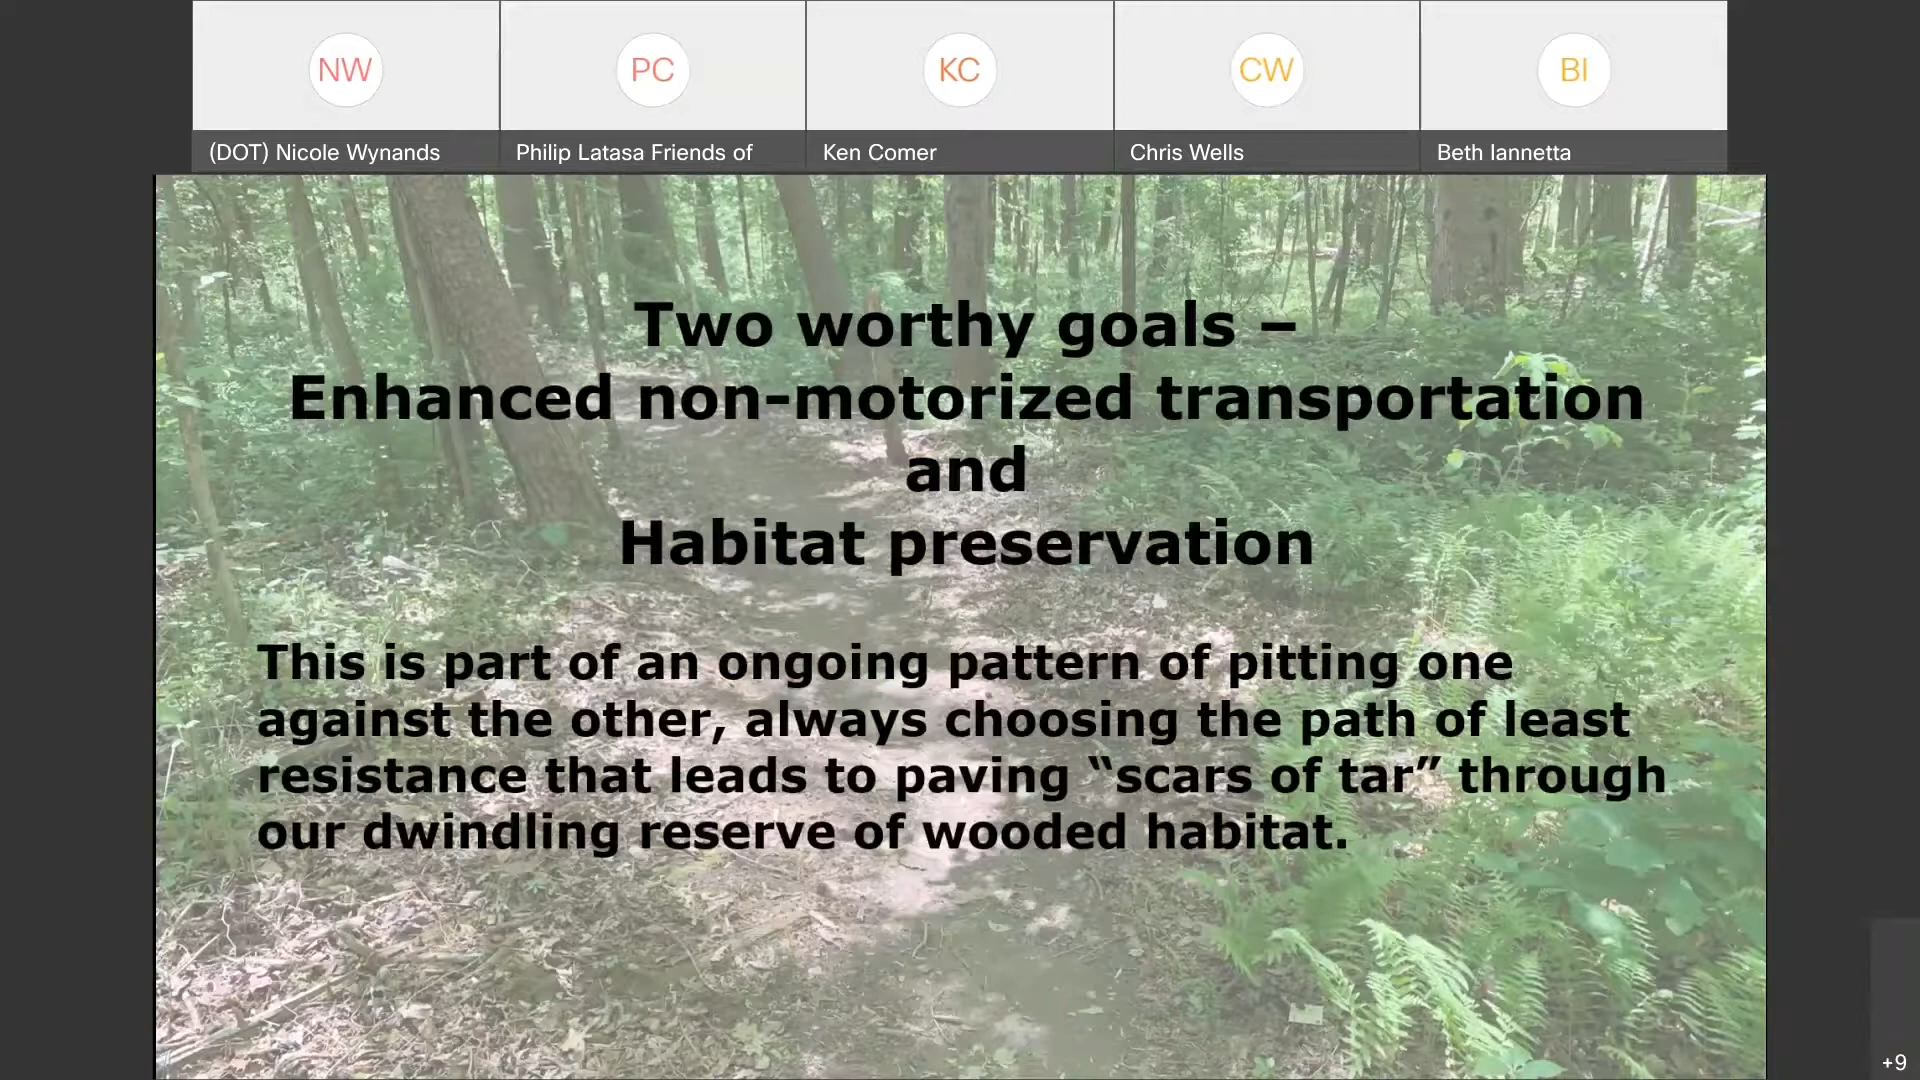 NW
PC
KC
CW
BI
(DOT) Nicole Wynands
Philip Latasa Friends of
Ken Comer
Chris Wells
Beth Iannetta
Two worthy goals –
Enhanced non-motorized transportation
and
Habitat preservation
This is part of an ongoing pattern of pitting one
against the other, always choosing the path of least
resistance that leads to paving “scars of tar” through
our dwindling reserve of wooded habitat.
+9